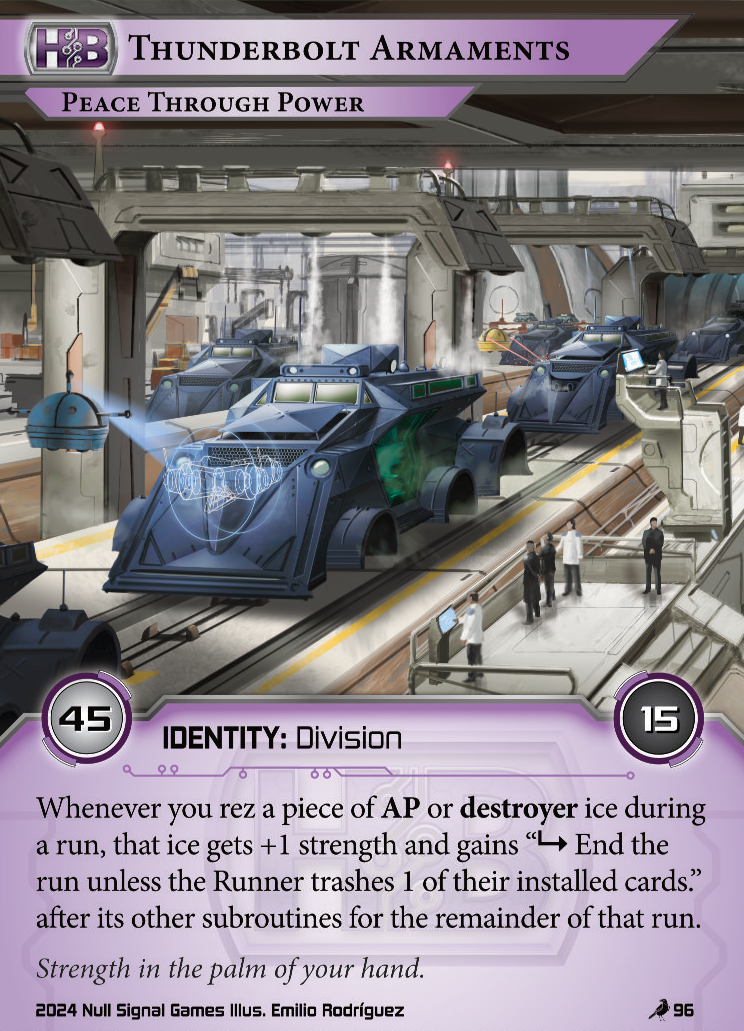 HB THUNDERBOLT ARMAMENTS
PEACE THROUGH POWER
45
IDENTITY: Division
15
Whenever you rez a piece of AP or destroyer ice during
a run, that ice gets +1 strength and gains “↳ End the
run unless the Runner trashes 1 of their installed cards.”
after its other subroutines for the remainder of that run.
Strength in the palm of your hand.
2024 Null Signal Games Illus. Emilio Rodríguez
96